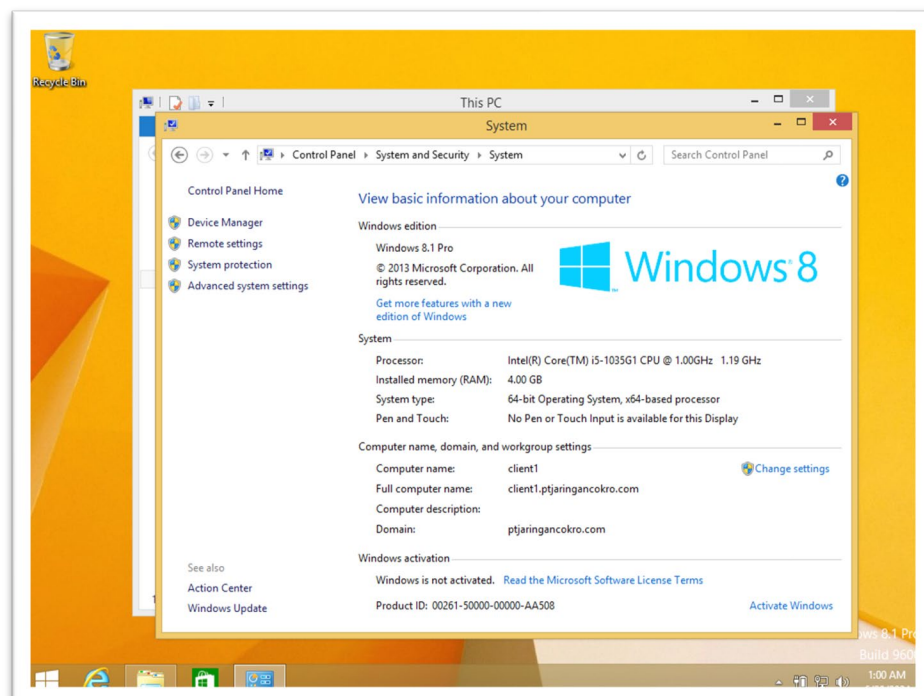 Recycle Bin
This PC
System
Control Panel System and Security System
Search Control Panel
Control Panel Home
Device Manager
Remote settings
System protection
Advanced system settings
See also
Action Center
Windows Update
View basic information about your computer
Windows edition
Windows 8.1 Pro
© 2013 Microsoft Corporation. All
rights reserved.
Get more features with a new
edition of Windows
Windows 8
System
Processor: Intel(R) Core(TM) i5-1035G1 CPU @ 1.00GHz 1.19 GHz
Installed memory (RAM): 4.00 GB
System type: 64-bit Operating System, x64-based processor
Pen and Touch: No Pen or Touch Input is available for this Display
Computer name, domain, and workgroup settings
Computer name: client1
Change settings
Full computer name: client1.ptjaringancokro.com
Computer description:
Domain: ptjaringancokro.com
Windows activation
Windows is not activated. Read the Microsoft Software License Terms
Product ID: 00261-50000-00000-AA508
Activate Windows
8.1 Pro
Build 960
1:00 AM